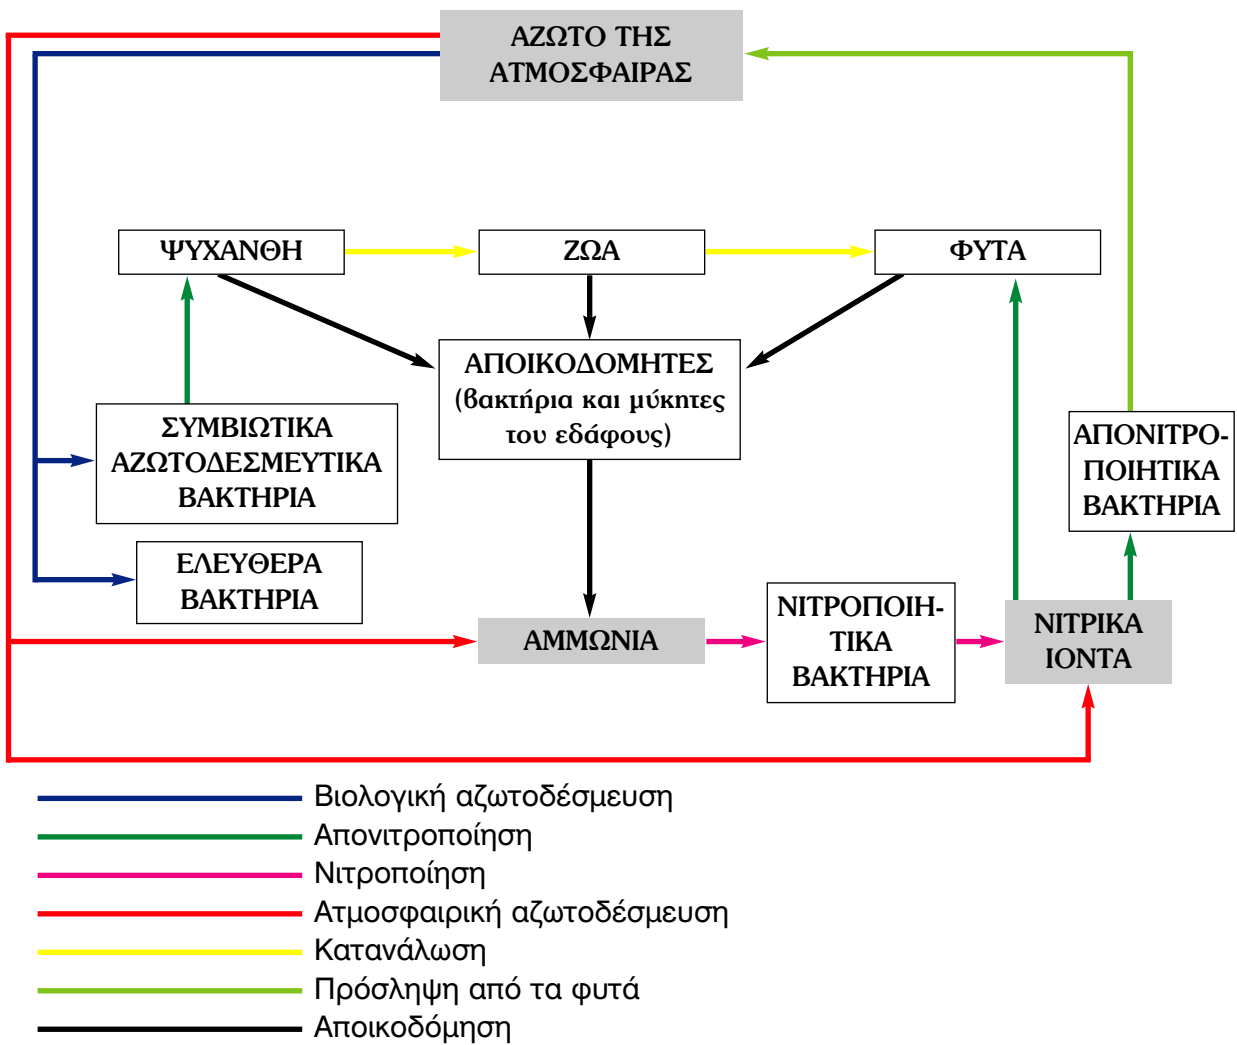 ΑΖΩΤΟ ΤΗΣ
ΑΤΜΟΣΦΑΙΡΑΣ
ΨΥΧΑΝΘΗ
ΖΩΑ
ΦΥΤΑ
ΑΠΟΙΚΟΔΟΜΗΤΕΣ
(βακτήρια και μύκητες
του εδάφους)
ΣΥΜΒΙΩΤΙΚΑ
ΑΖΩΤΟΔΕΣΜΕΥΤΙΚΑ
ΒΑΚΤΗΡΙΑ
ΑΠΟΝΙΤΡΟ-
ΠΟΙΗΤΙΚΑ
ΒΑΚΤΗΡΙΑ
ΕΛΕΥΘΕΡΑ
ΒΑΚΤΗΡΙΑ
ΑΜΜΩΝΙΑ
ΝΙΤΡΟΠΟΙΗ-
ΤΙΚΑ
ΒΑΚΤΗΡΙΑ
ΝΙΤΡΙΚΑ
ΙΟΝΤΑ
Βιολογική αζωτοδέσμευση
Απονιτροποίηση
Νιτροποίηση
Ατμοσφαιρική αζωτοδέσμευση
Κατανάλωση
Πρόσληψη από τα φυτά
Αποικοδόμηση